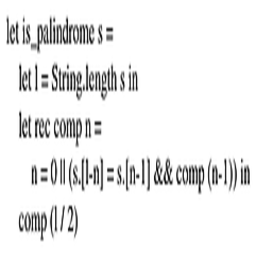 let is_palindrome s =
let l = String.length s in
let rec comp n =
n = 0 || (s.[l-n] = s.[n-1] && comp (n-1)) in
comp (l / 2)